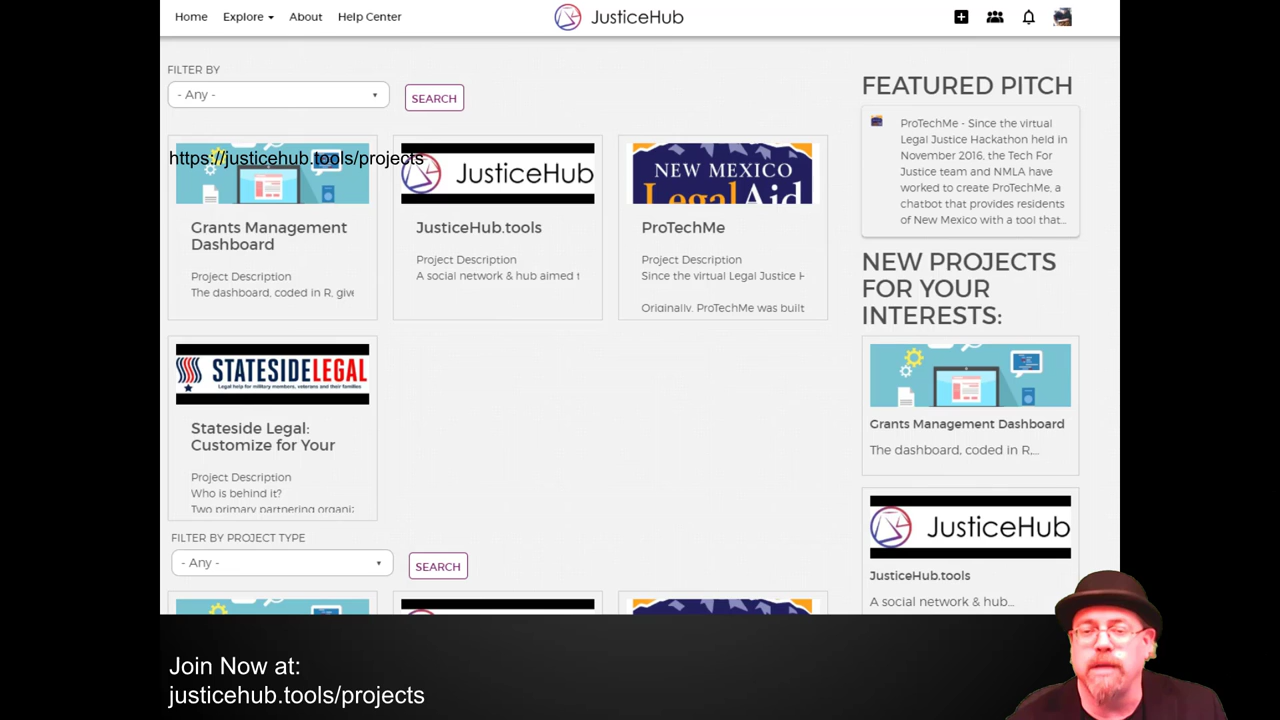 Home Explore About Help Center JusticeHub
FILTER BY
- Any - SEARCH
https://justicehub.tools/projects
JusticeHub
NEW MEXICO
LegalAid
Grants Management
Dashboard
Project Description
The dashboard, coded in R, give
JusticeHub.tools
Project Description
A social network & hub aimed t
ProTechMe
Project Description
Since the virtual Legal Justice H
Originally, ProTechMe was built
STATESIDELEGAL
Legal help for military members, veterans and their families
Stateside Legal:
Customize for Your
Project Description
Who is behind it?
Two primary partnering organi
FILTER BY PROJECT TYPE
- Any - SEARCH
FEATURED PITCH
ProTechMe - Since the virtual
Legal Justice Hackathon held in
November 2016, the Tech For
Justice team and NMLA have
worked to create ProTechMe, a
chatbot that provides residents
of New Mexico with a tool that...
NEW PROJECTS
FOR YOUR
INTERESTS:
Grants Management Dashboard
The dashboard, coded in R,...
JusticeHub
JusticeHub.tools
A social network & hub...
Join Now at:
justicehub.tools/projects